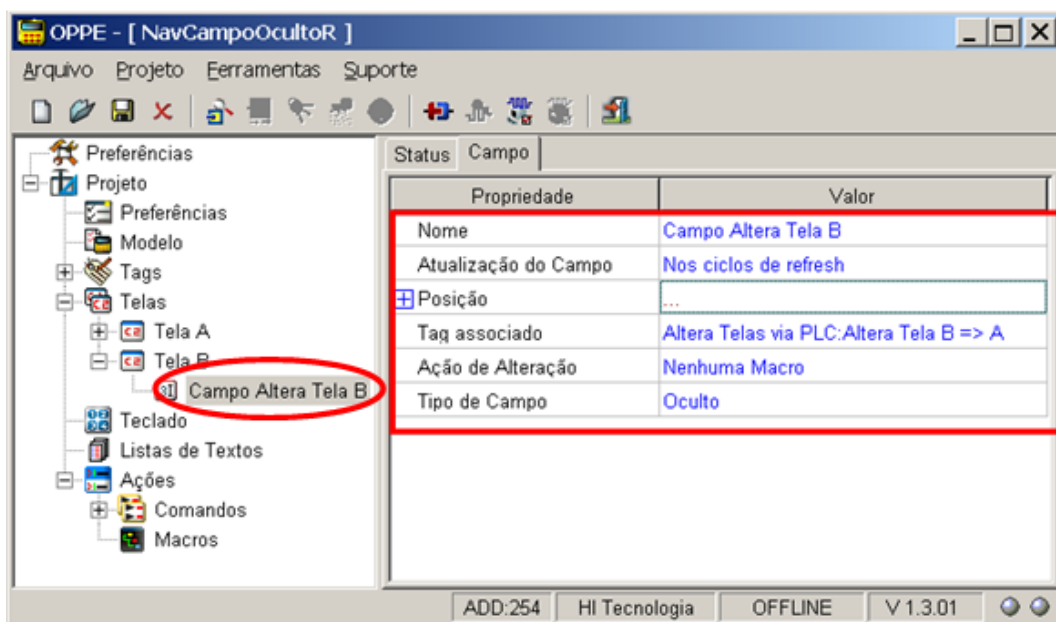 OPPE - [ NavCampoOcultoR ]
Arquivo Projeto Ferramentas Suporte
Preferências
Projeto
Preferências
Modelo
Tags
Telas
Tela A
Tela B
Campo Altera Tela B
Teclado
Listas de Textos
Ações
Comandos
Macros
Status Campo
Propriedade Valor
Nome Campo Altera Tela B
Atualização do Campo Nos ciclos de refresh
Posição ...
Tag associado Altera Telas via PLC:Altera Tela B => A
Ação de Alteração Nenhuma Macro
Tipo de Campo Oculto
ADD:254 HI Tecnologia OFFLINE V 1.3.01